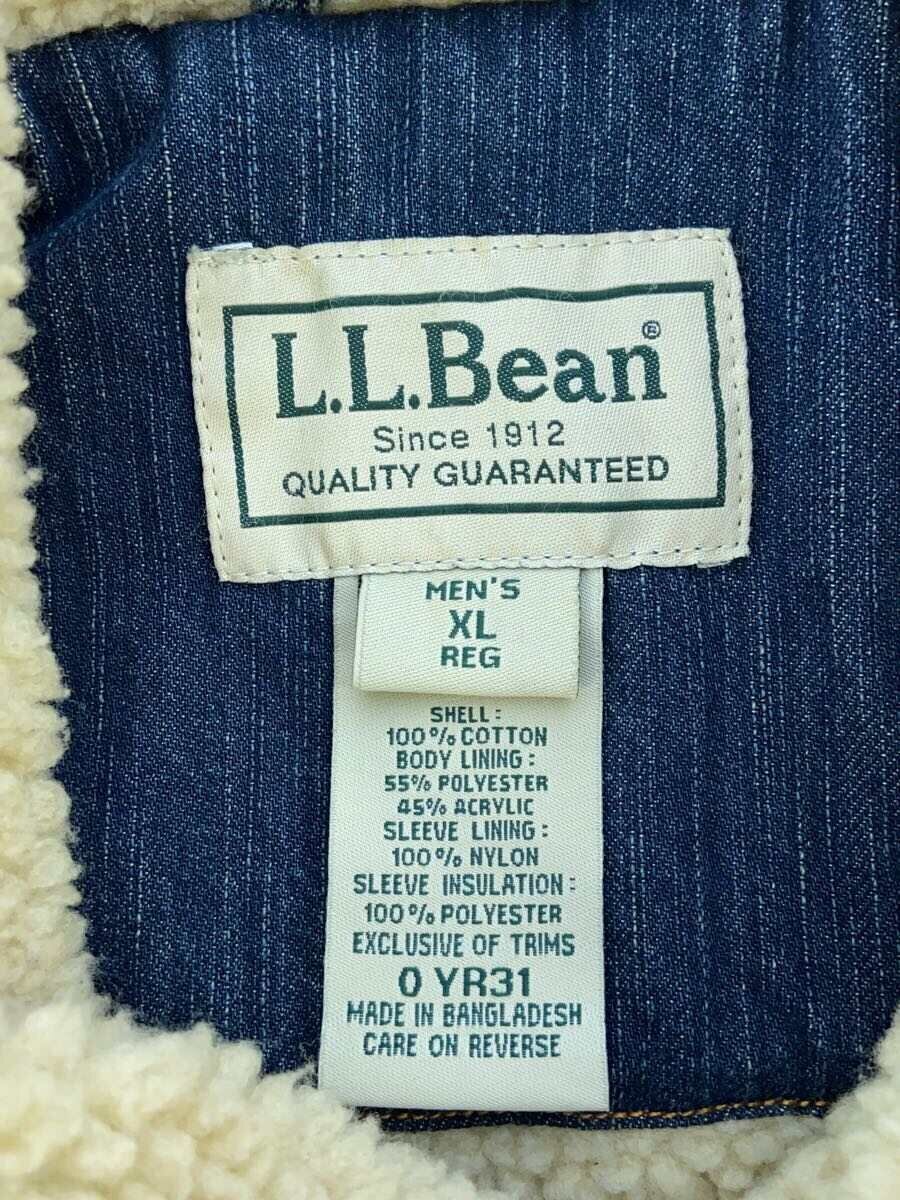 L.L.Bean®
Since 1912
QUALITY GUARANTEED
MEN'S
XL
REG
SHELL:
100% COTTON
BODY LINING:
55% POLYESTER
45% ACRYLIC
SLEEVE LINING:
100% NYLON
SLEEVE INSULATION:
100% POLYESTER
EXCLUSIVE OF TRIMS
0 YR31
MADE IN BANGLADESH
CARE ON REVERSE